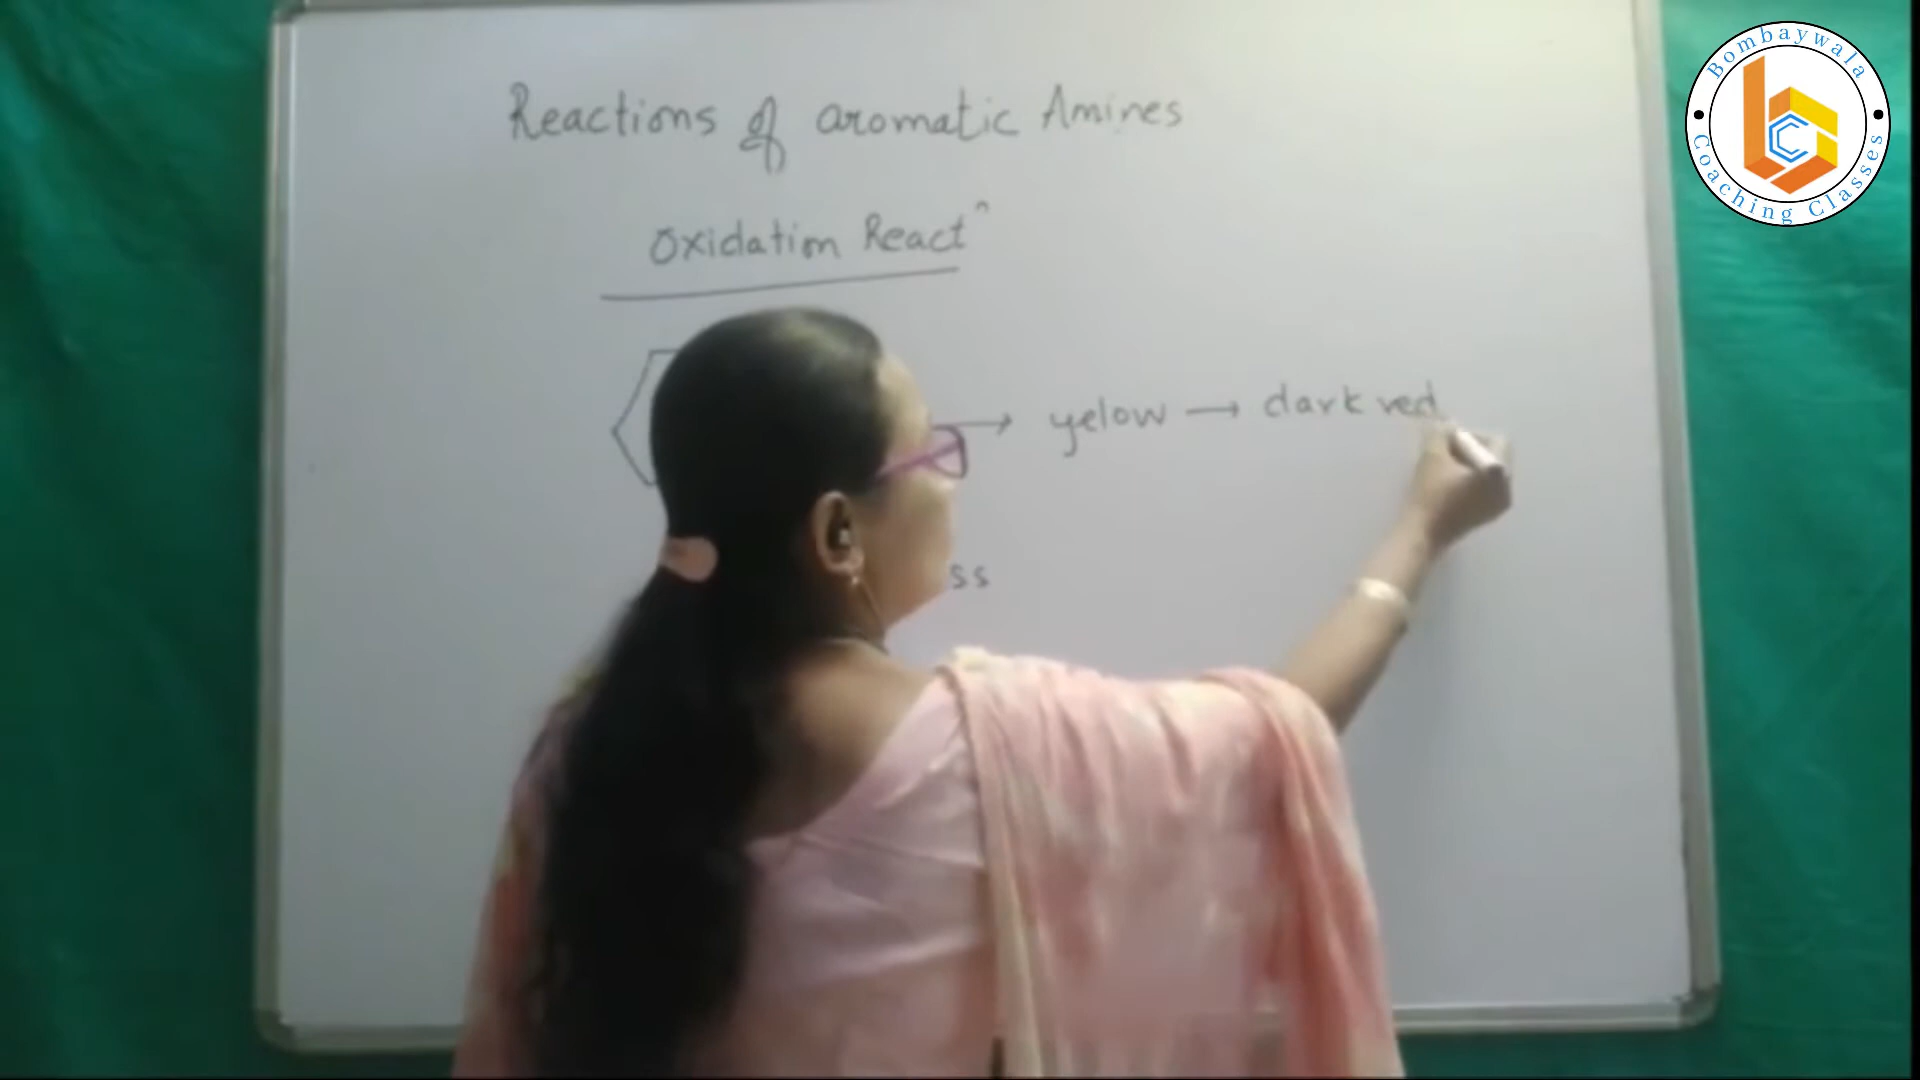 Reactions of aromatic Amines
Oxidation React^n
→ yelow → dark red
ss
Bombaywala
Coaching Classes